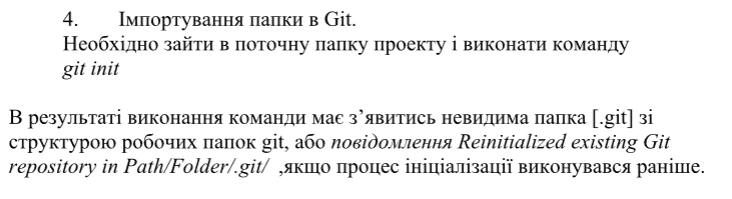 4. Імпортування папки в Git.
Необхідно зайти в поточну папку проекту і виконати команду
git init
В результаті виконання команди має з’явитись невидима папка [.git] зі
структурою робочих папок git, або повідомлення Reinitialized existing Git
repository in Path/Folder/.git/ ,якщо процес ініціалізації виконувався раніше.